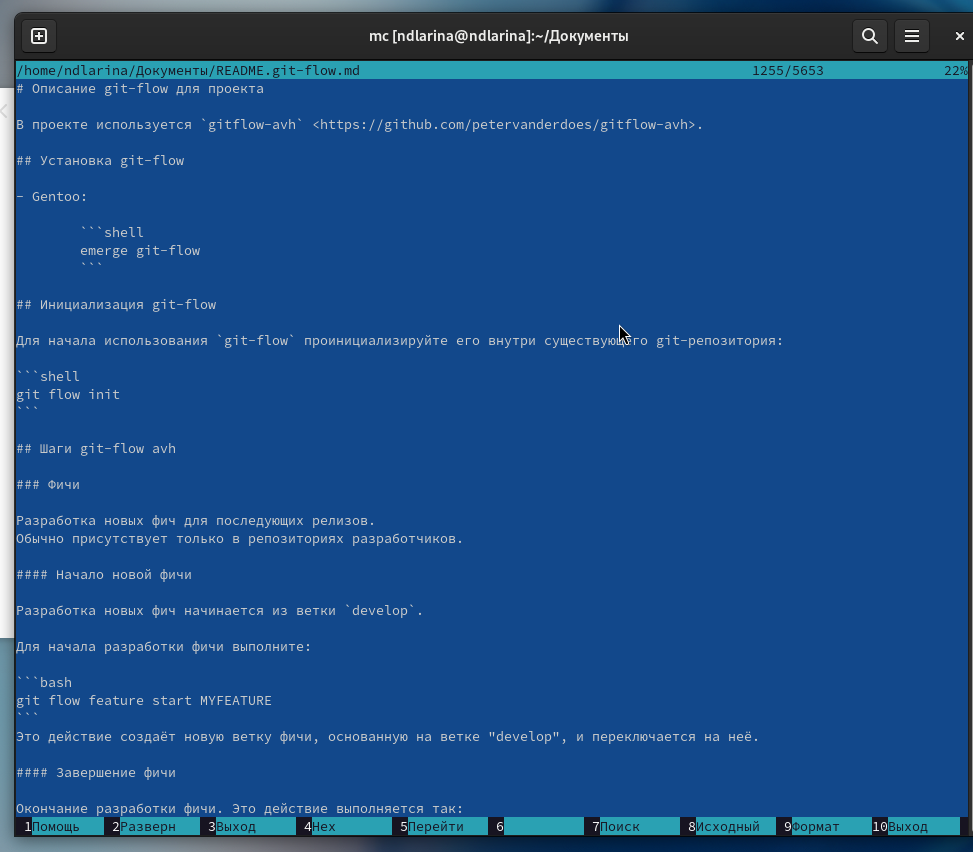 mc [ndlarina@ndlarina]:~/Документы
/home/ndlarina/Документы/README.git-flow.md 1255/5653 22%
# Описание git-flow для проекта
В проекте используется `gitflow-avh` <https://github.com/petervanderdoes/gitflow-avh>.
## Установка git-flow
- Gentoo:
```shell
emerge git-flow
```
## Инициализация git-flow
Для начала использования `git-flow` проинициализируйте его внутри существующего git-репозитория:
```shell
git flow init
```
## Шаги git-flow avh
### Фичи
Разработка новых фич для последующих релизов.
Обычно присутствует только в репозиториях разработчиков.
#### Начало новой фичи
Разработка новых фич начинается из ветки `develop`.
Для начала разработки фичи выполните:
```bash
git flow feature start MYFEATURE
```
Это действие создаёт новую ветку фичи, основанную на ветке "develop", и переключается на неё.
#### Завершение фичи
Окончание разработки фичи. Это действие выполняется так:
1Помощь 2Разверн 3Выход 4Hex 5Перейти 6 7Поиск 8Исходный 9Формат 10Выход